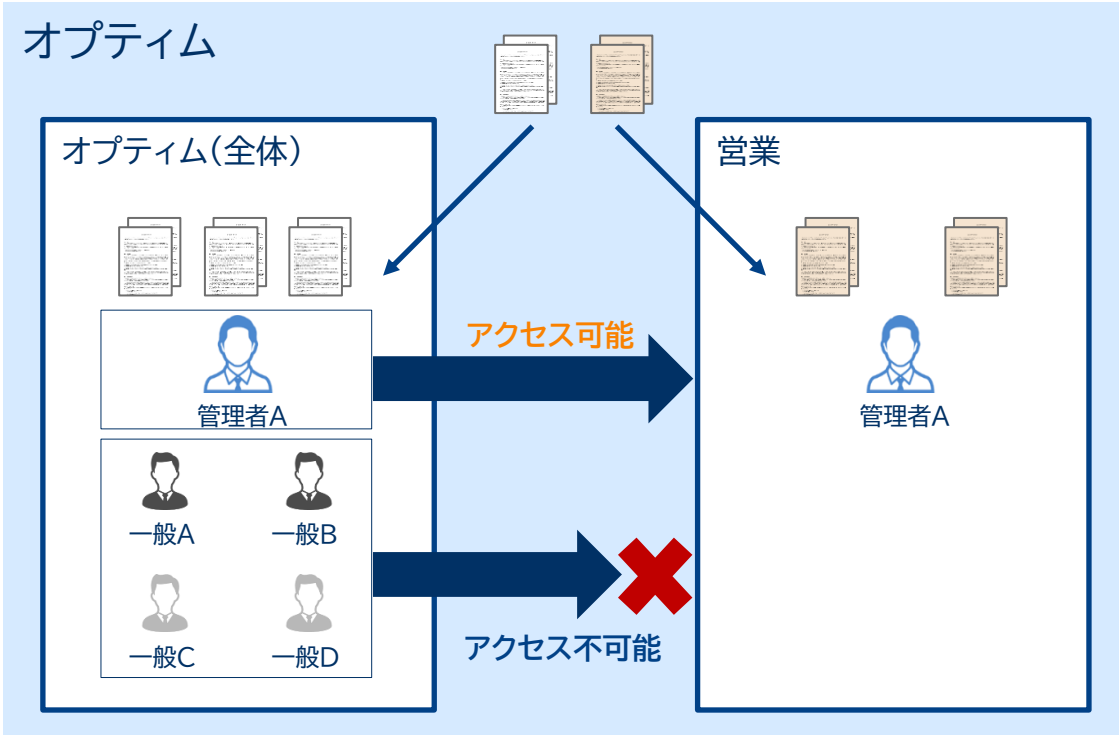 オプティム
オプティム(全体)
管理者A
一般A
一般B
一般C
一般D
アクセス可能
アクセス不可能
営業
管理者A